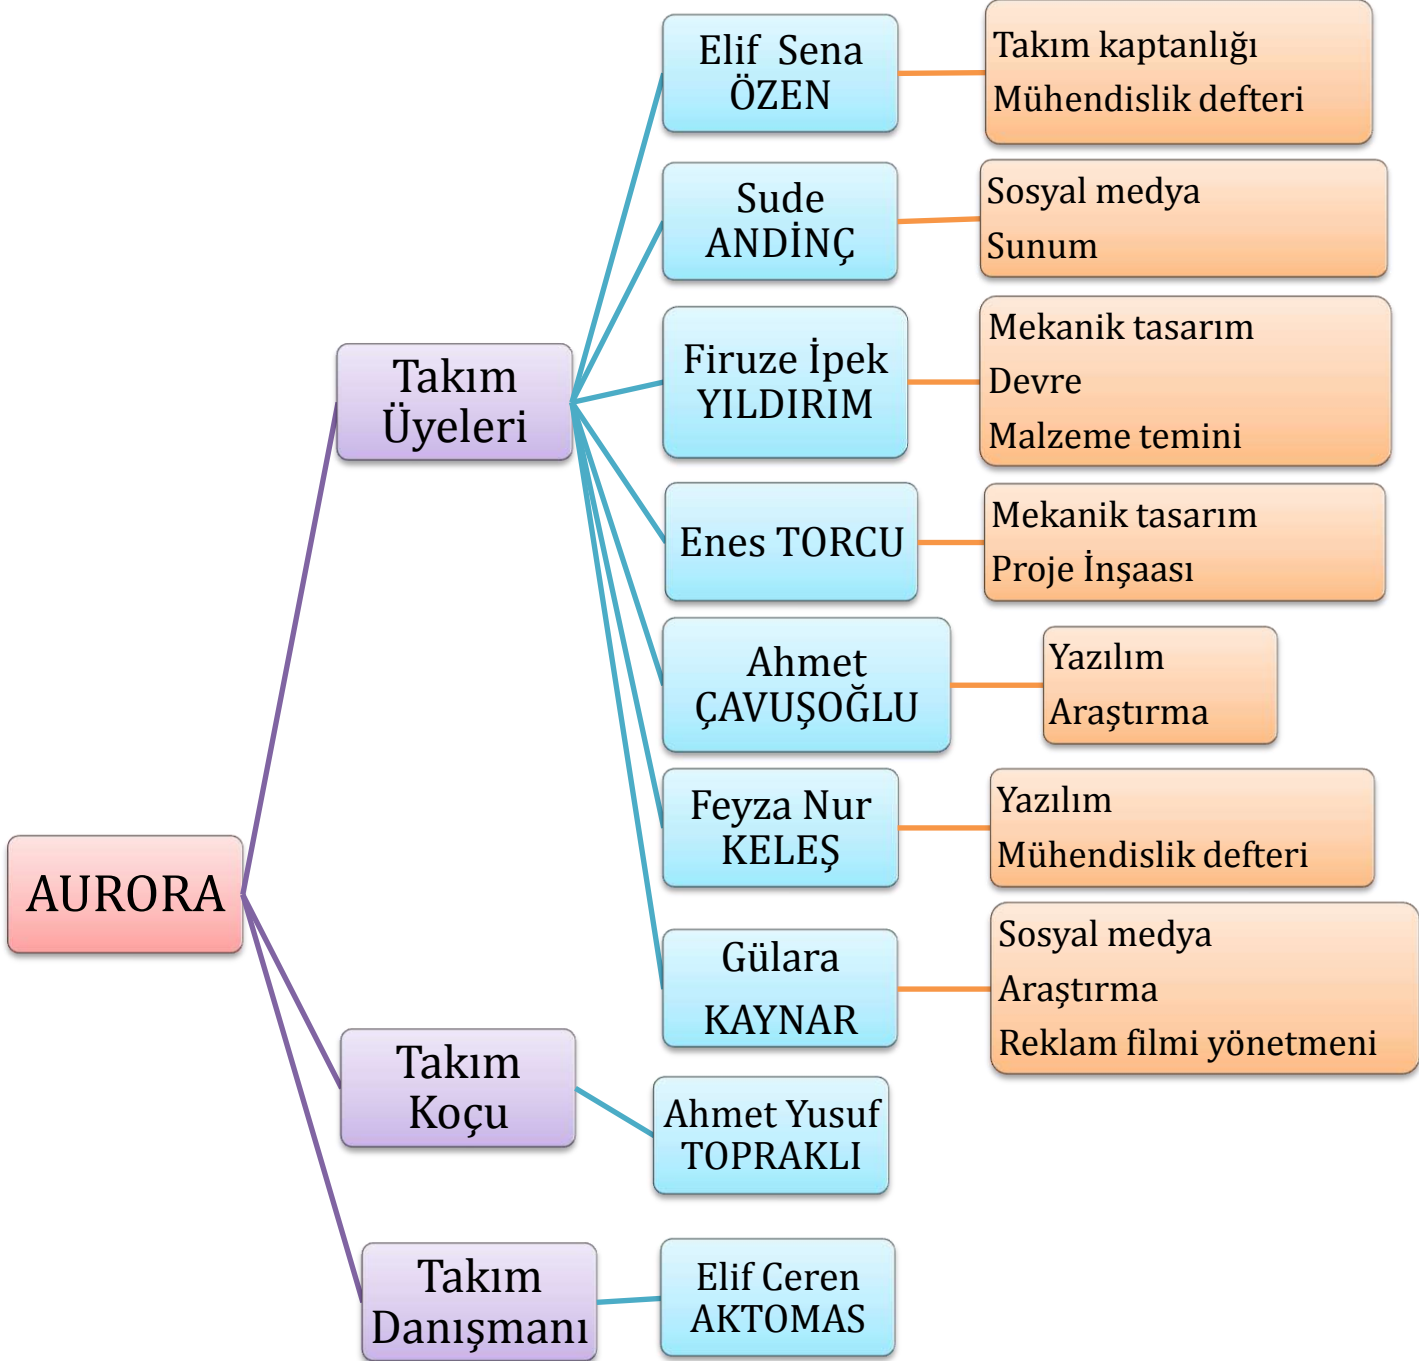 AURORA
Takım
Üyeleri
Elif  Sena
ÖZEN
Takım kaptanlığı
Mühendislik defteri
Sude
ANDİNÇ
Sosyal medya
Sunum
Firuze İpek
YILDIRIM
Mekanik tasarım
Devre
Malzeme temini
Enes TORCU
Mekanik tasarım
Proje İnşaası
Ahmet
ÇAVUŞOĞLU
Yazılım
Araştırma
Feyza Nur
KELEŞ
Yazılım
Mühendislik defteri
Gülara
KAYNAR
Sosyal medya
Araştırma
Reklam filmi yönetmeni
Takım
Koçu
Ahmet Yusuf
TOPRAKLI
Takım
Danışmanı
Elif Ceren
AKTOMAS